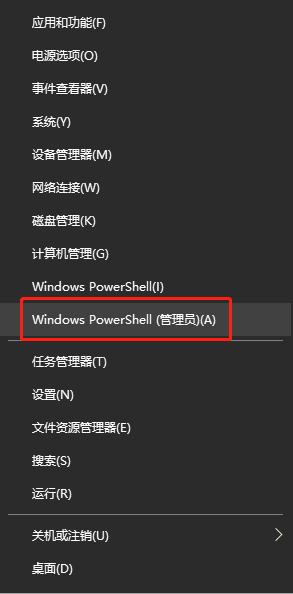 应用和功能(F)
电源选项(O)
事件查看器(V)
系统(Y)
设备管理器(M)
网络连接(W)
磁盘管理(K)
计算机管理(G)
Windows PowerShell(I)
Windows PowerShell (管理员)(A)
任务管理器(T)
设置(N)
文件资源管理器(E)
搜索(S)
运行(R)
关机或注销(U)
桌面(D)